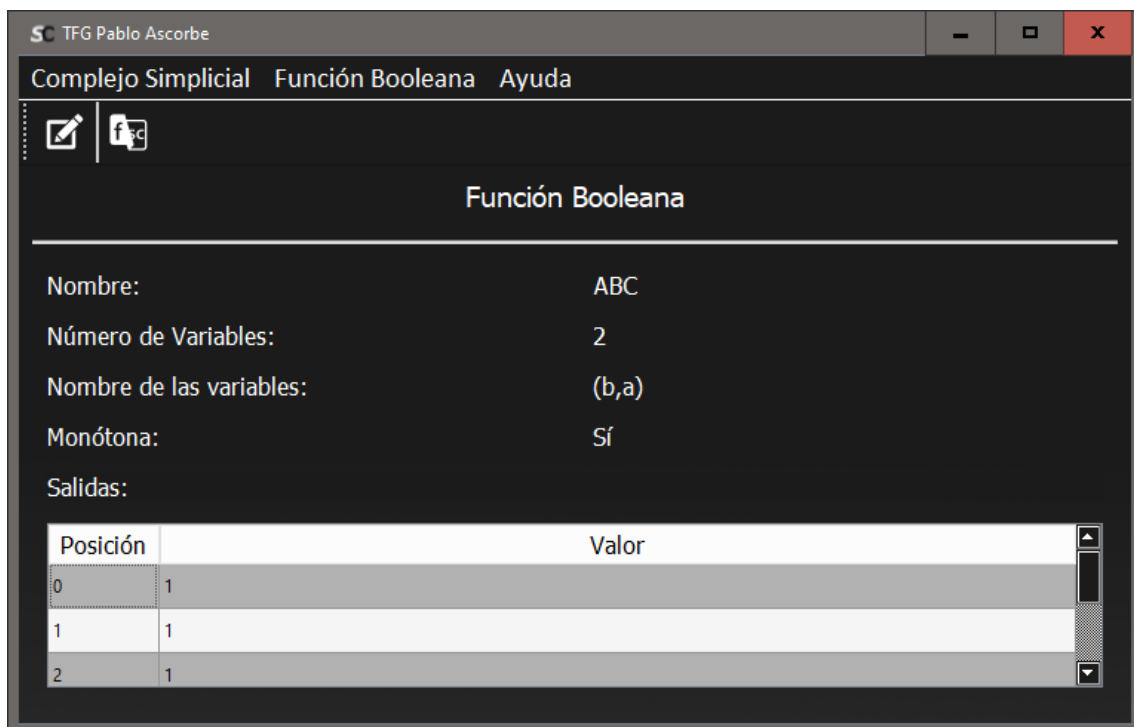 SC TFG Pablo Ascorbe
Complejo Simplicial Función Booleana Ayuda
f SC
Función Booleana
Nombre: ABC
Número de Variables: 2
Nombre de las variables: (b,a)
Monótona: Sí
Salidas:
Posición Valor
0 1
1 1
2 1